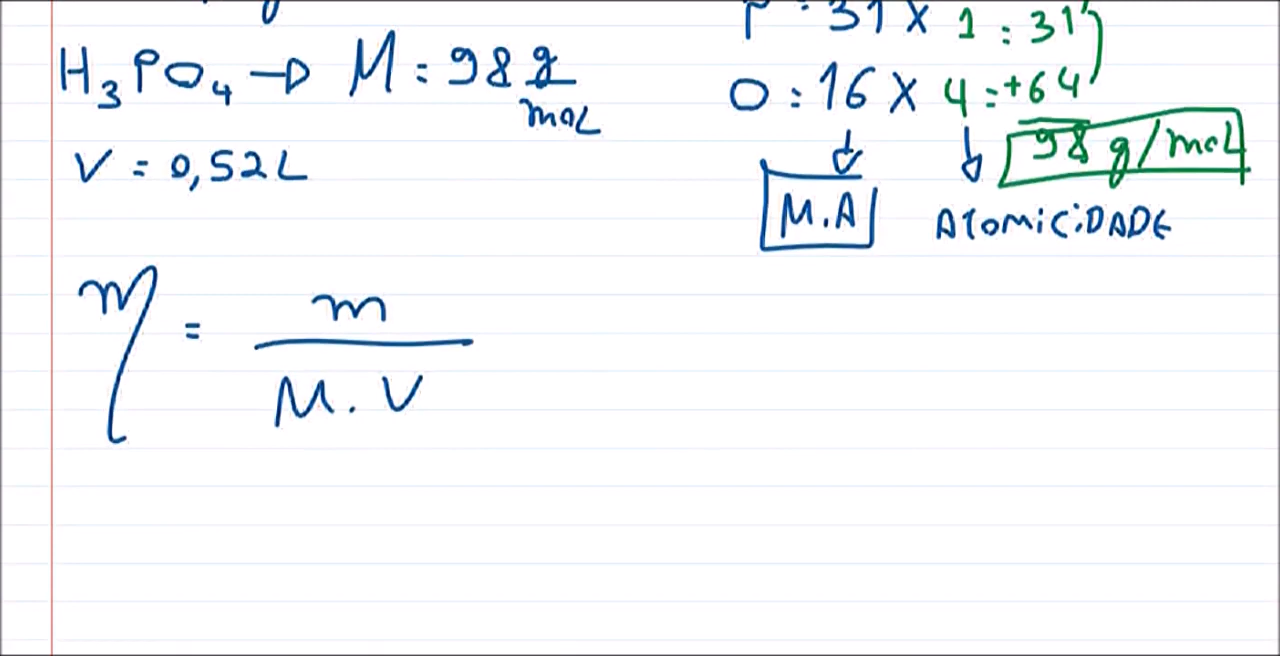 P : 31 X 1 : 31
H₃PO₄ → M : 98 g/mol
O : 16 X 4 = +64
98 g/mol
V = 0,52L
M.A
ATOMICIDADE
m = m / M . V